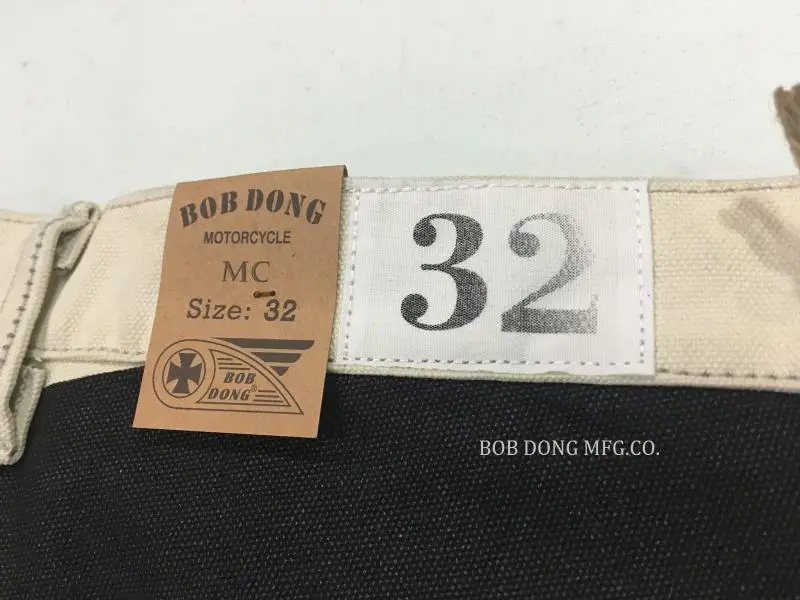 BOB DONG
MOTORCYCLE
MC
Size: 32
BOB
DONG®
32
BOB DONG MFG.CO.